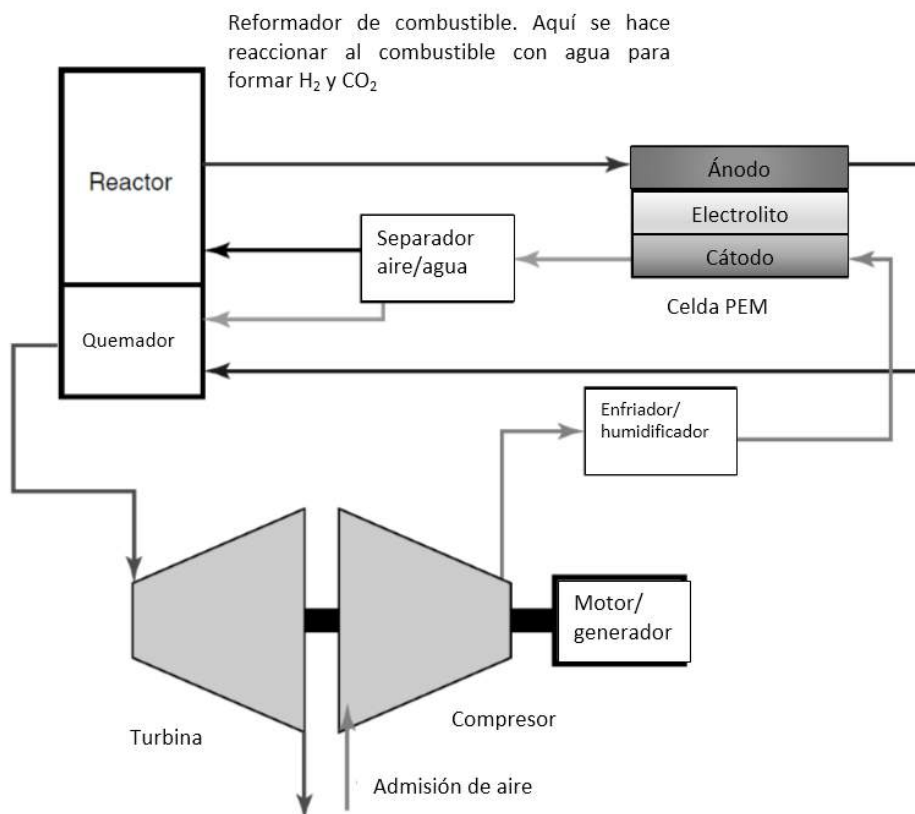 Reformador de combustible. Aquí se hace
reaccionar al combustible con agua para
formar H₂ y CO₂
Reactor
Ánodo
Electrolito
Cátodo
Separador
aire/agua
Celda PEM
Quemador
Enfriador/
humidificador
Motor/
generador
Compresor
Turbina
Admisión de aire